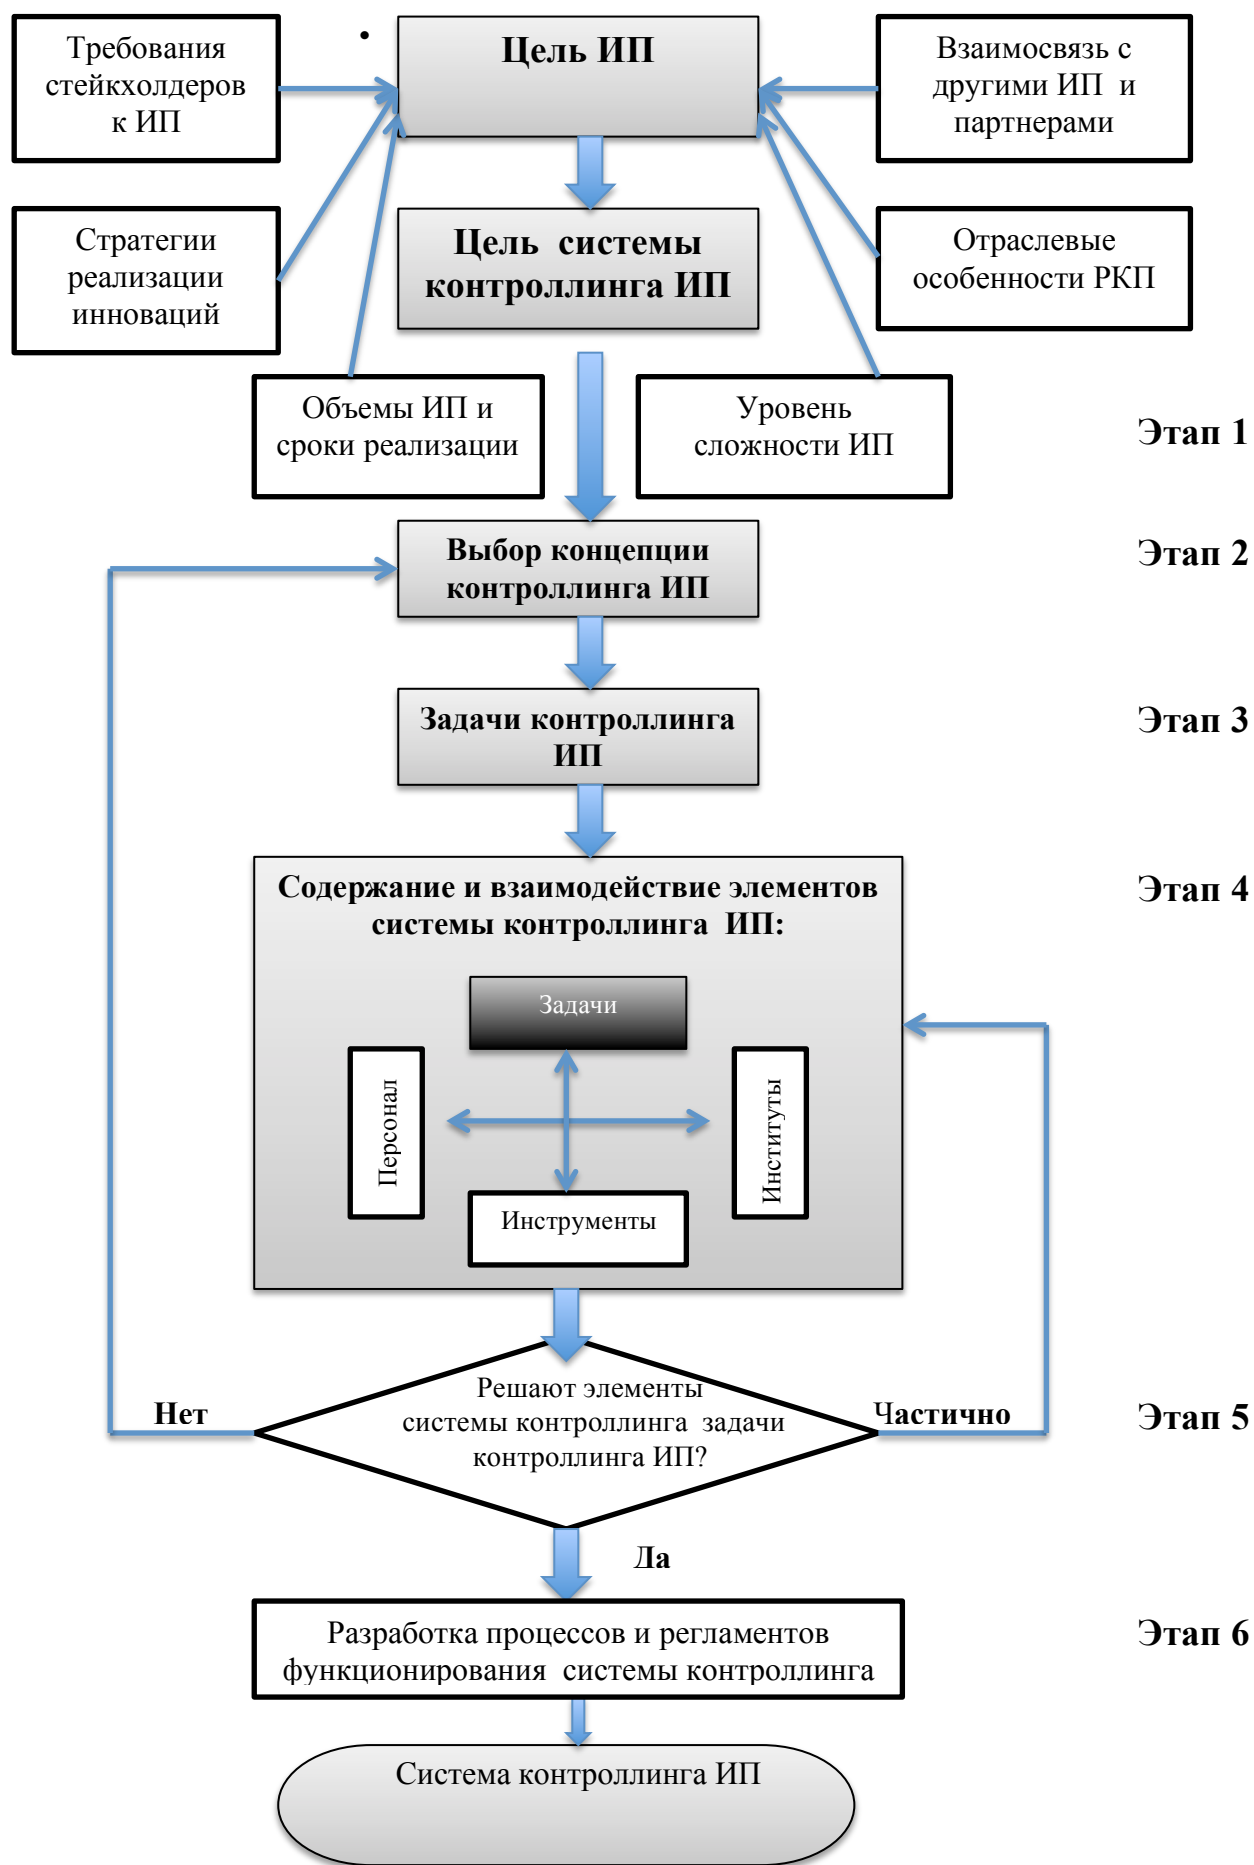 Требования
стейкхолдеров
к ИП
Цель ИП
Взаимосвязь с
другими ИП и
партнерами
Стратегии
реализации
инноваций
Цель системы
контроллинга ИП
Отраслевые
особенности РКП
Объемы ИП и
сроки реализации
Уровень
сложности ИП
Этап 1
Выбор концепции
контроллинга ИП
Этап 2
Задачи контроллинга
ИП
Этап 3
Содержание и взаимодействие элементов
системы контроллинга ИП:
Этап 4
Задачи
Персонал
Институты
Инструменты
Решают элементы
системы контроллинга задачи
контроллинга ИП?
Нет
Частично
Этап 5
Да
Разработка процессов и регламентов
функционирования системы контроллинга
Этап 6
Система контроллинга ИП